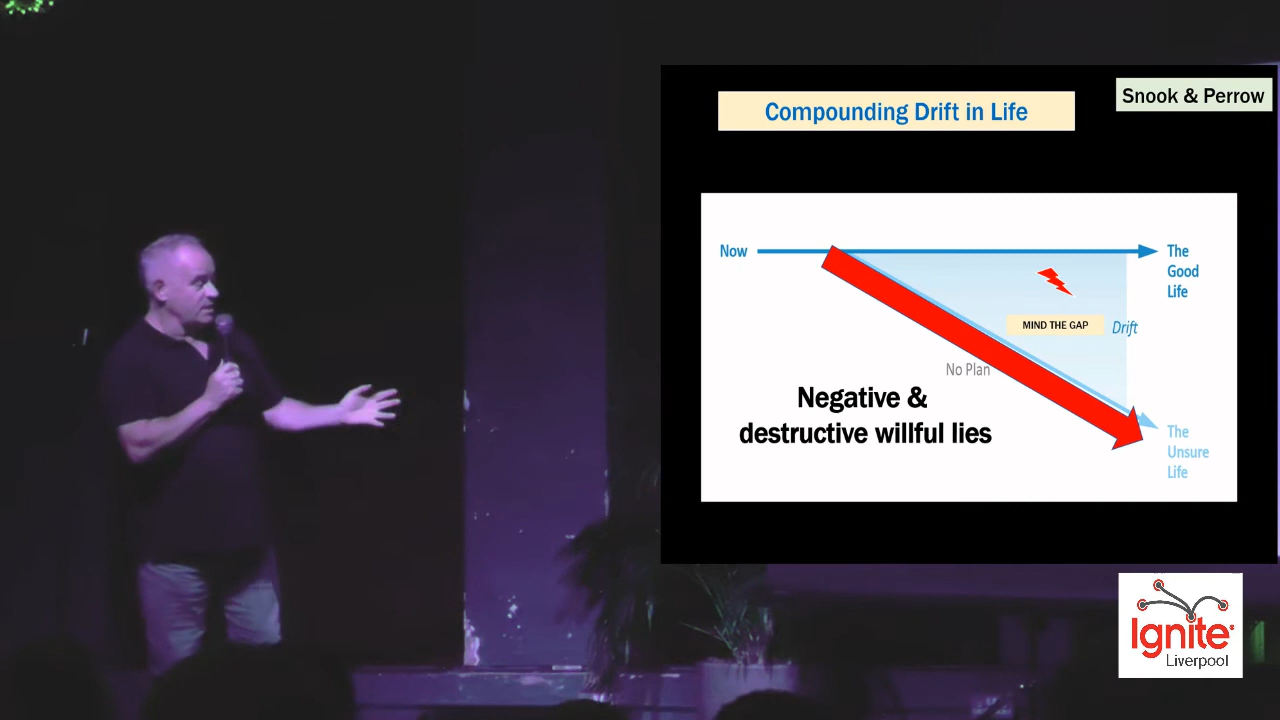 Compounding Drift in Life
Snook & Perrow
Now
The
Good
Life
MIND THE GAP
Drift
No Plan
Negative &
destructive willful lies
The
Unsure
Life
Ignite
Liverpool